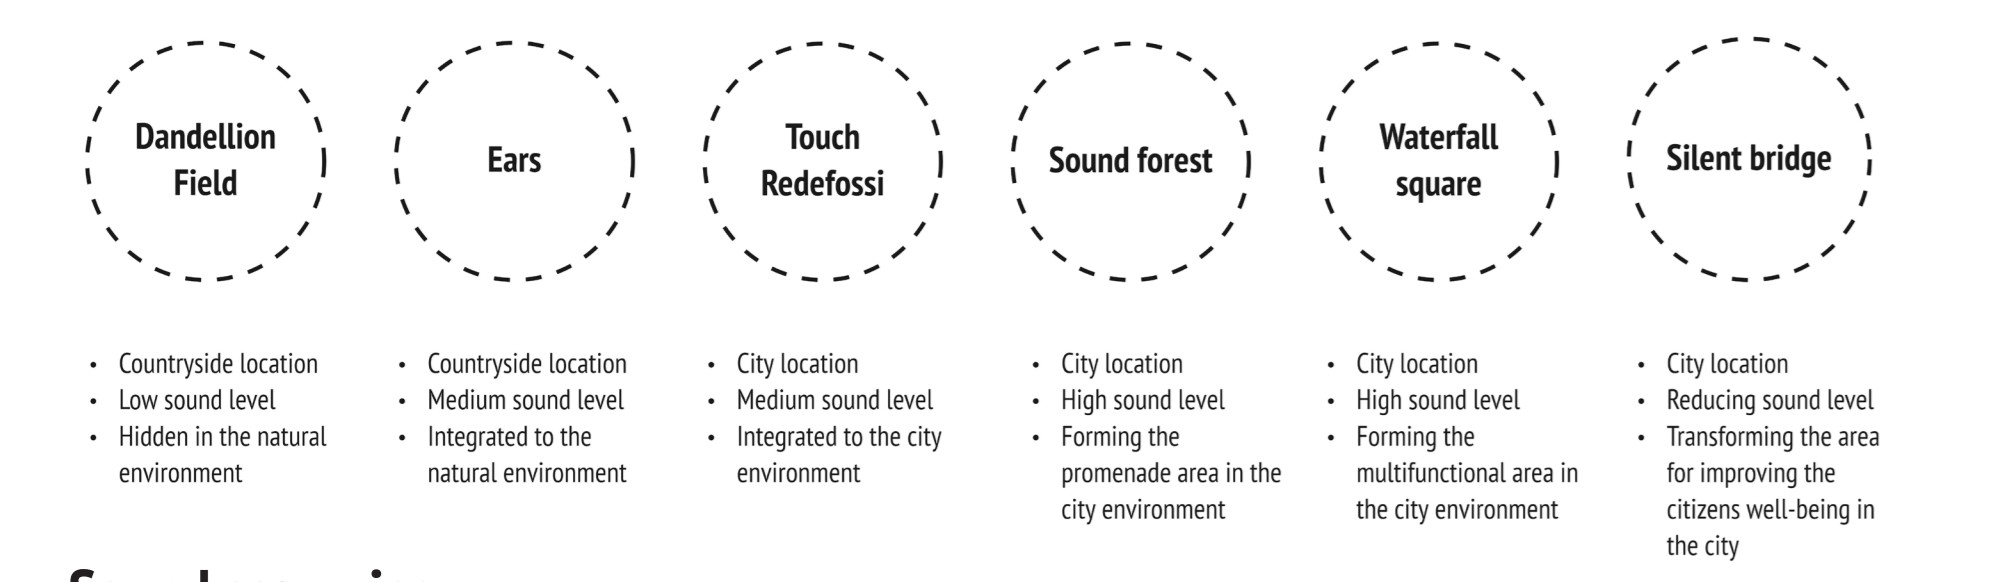 Dandellion
Field
Ears
Touch
Redefossi
Sound forest
Waterfall
square
Silent bridge
• Countryside location
• Low sound level
• Hidden in the natural
environment
• Countryside location
• Medium sound level
• Integrated to the
natural environment
• City location
• Medium sound level
• Integrated to the city
environment
• City location
• High sound level
• Forming the
promenade area in the
city environment
• City location
• High sound level
• Forming the
multifunctional area in
the city environment
• City location
• Reducing sound level
• Transforming the area
for improving the
citizens well-being in
the city